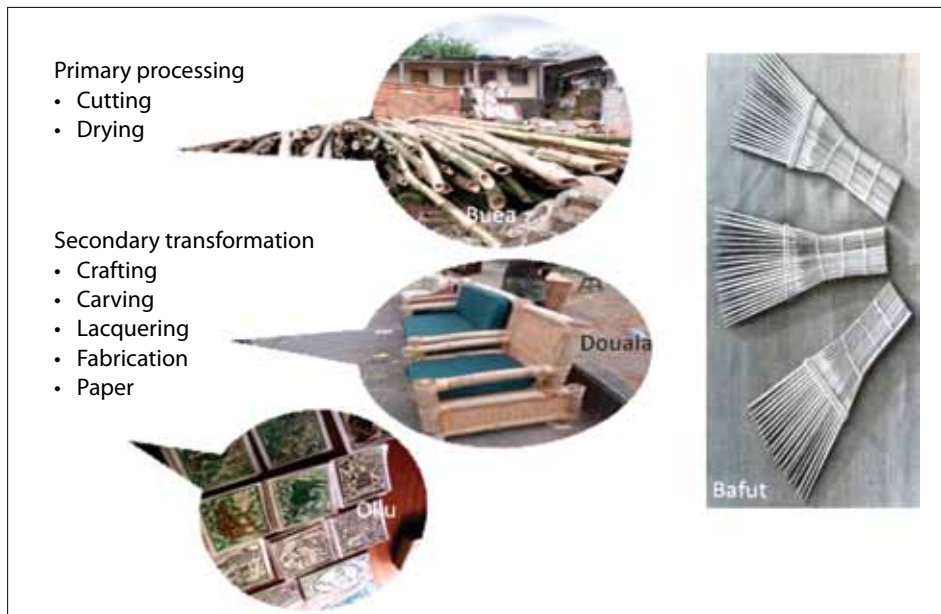 Primary processing
• Cutting
• Drying
Buea
Secondary transformation
• Crafting
• Carving
• Lacquering
• Fabrication
• Paper
Douala
Bafut